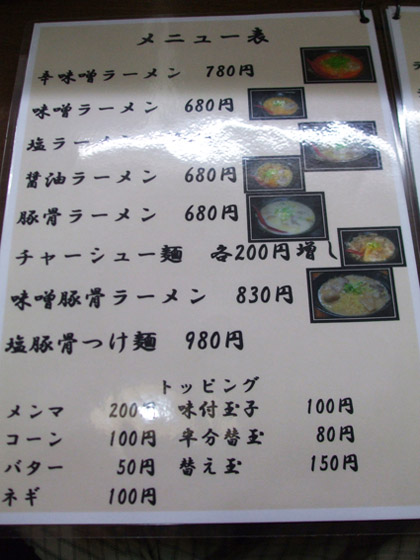 メニュー表
辛味噌ラーメン 780円
味噌ラーメン 680円
塩ラーメン
醤油ラーメン 680円
豚骨ラーメン 680円
チャーシュー麺 各200円増し
味噌豚骨ラーメン 830円
塩豚骨つけ麺 980円
トッピング
メンマ 200円 味付玉子 100円
コーン 100円 半分替玉 80円
バター 50円 替え玉 150円
ネギ 100円